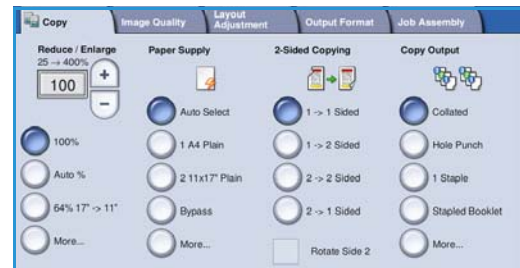 Copy
Image Quality
Layout
Adjustment
Output Format
Job Assembly
Reduce / Enlarge
25 → 400%
100
100%
Auto %
64% 17" -> 11"
More...
Paper Supply
Auto Select
1 A4 Plain
2 11x17" Plain
Bypass
More...
2-Sided Copying
1 -> 1 Sided
1 -> 2 Sided
2 -> 2 Sided
2 -> 1 Sided
Rotate Side 2
Copy Output
Collated
Hole Punch
1 Staple
Stapled Booklet
More...